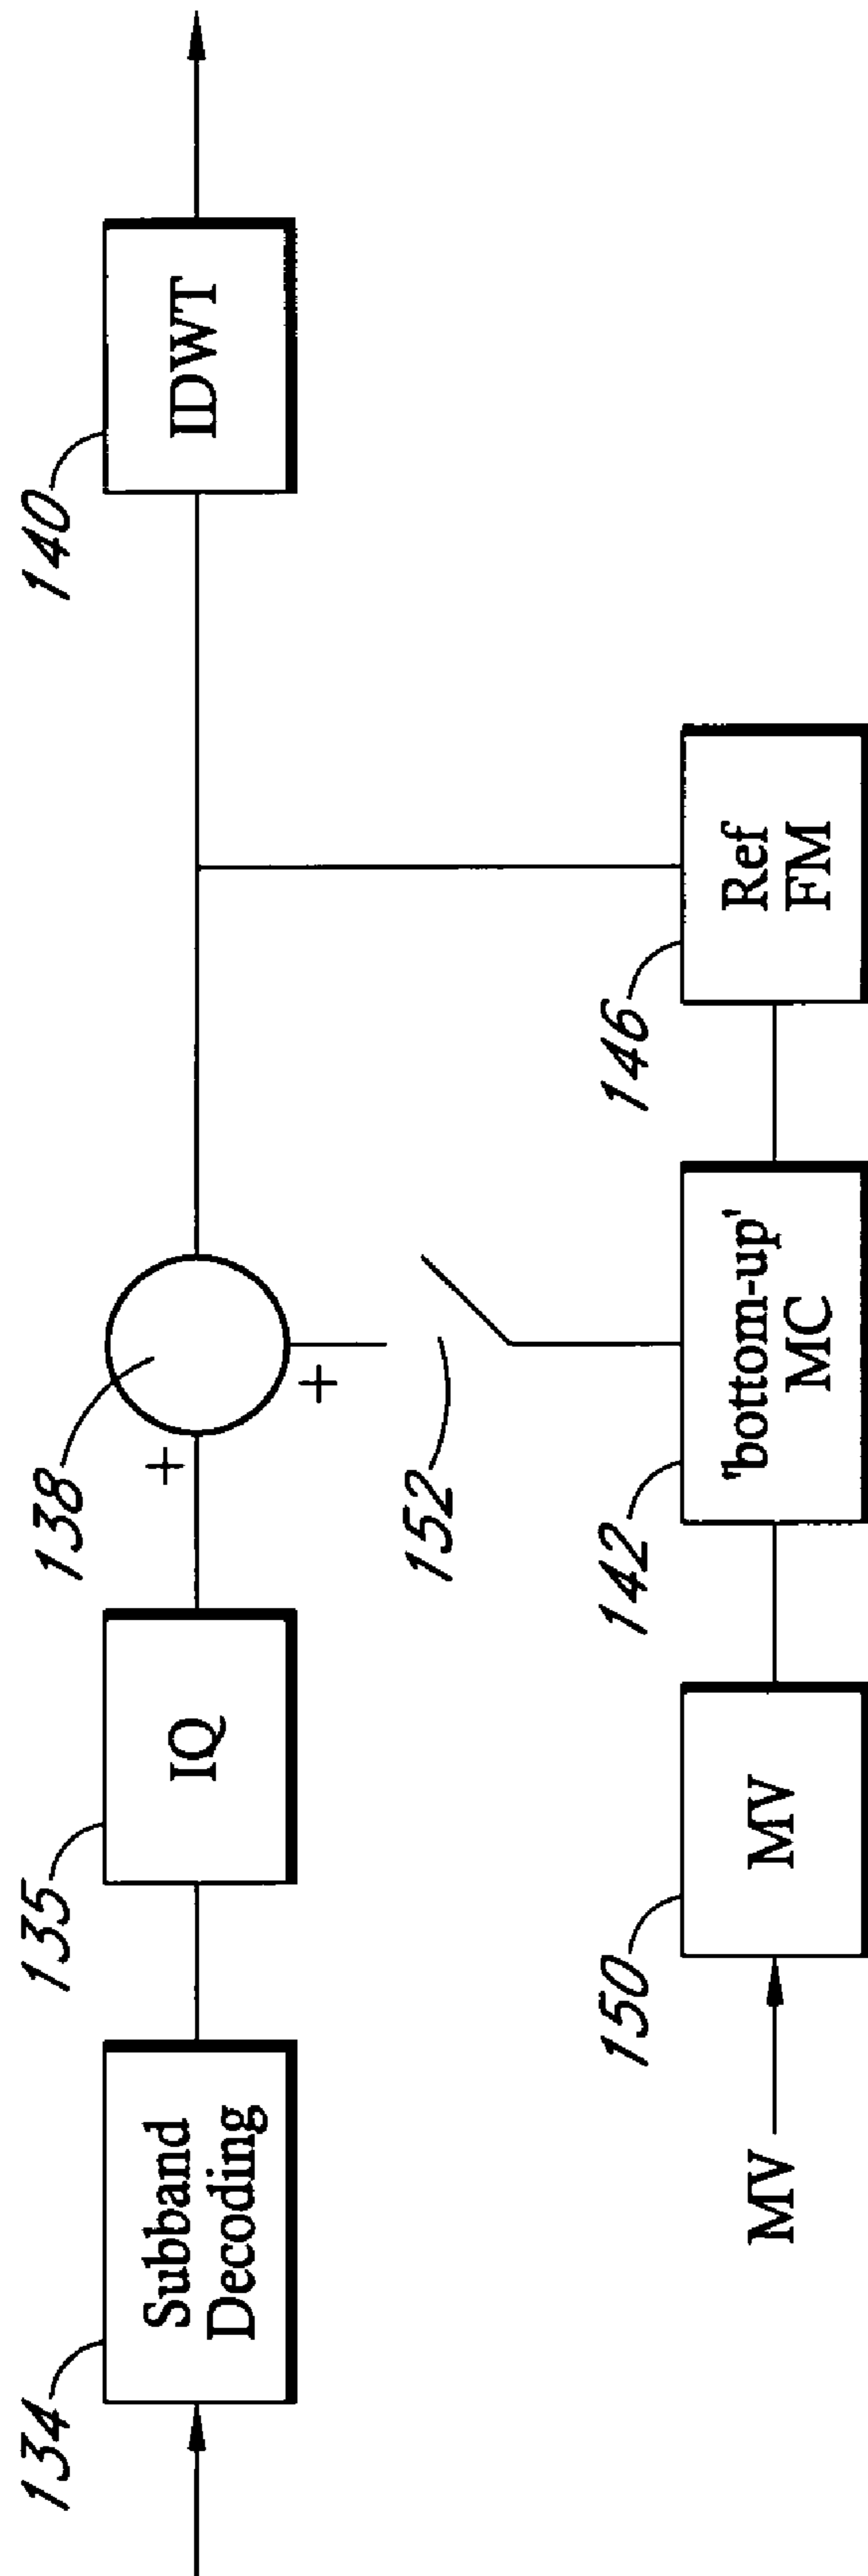 134
Subband
Decoding
135
IQ
138
+
+
152
140
IDWT
MV
150
MV
142
'bottom-up'
MC
146
Ref
FM